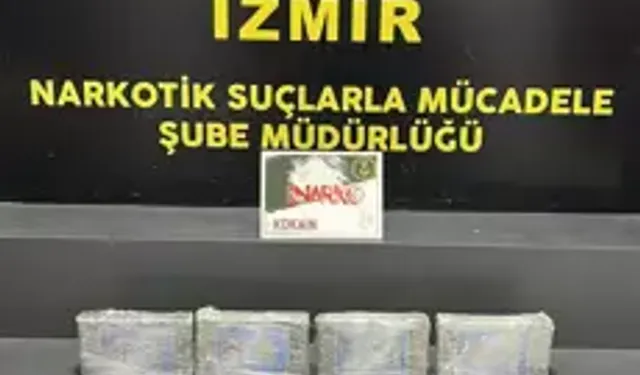 İZMİR
NARKOTİK SUÇLARLA MÜCADELE
ŞUBE MÜDÜRLÜĞÜ
NARKO
KOKAİN